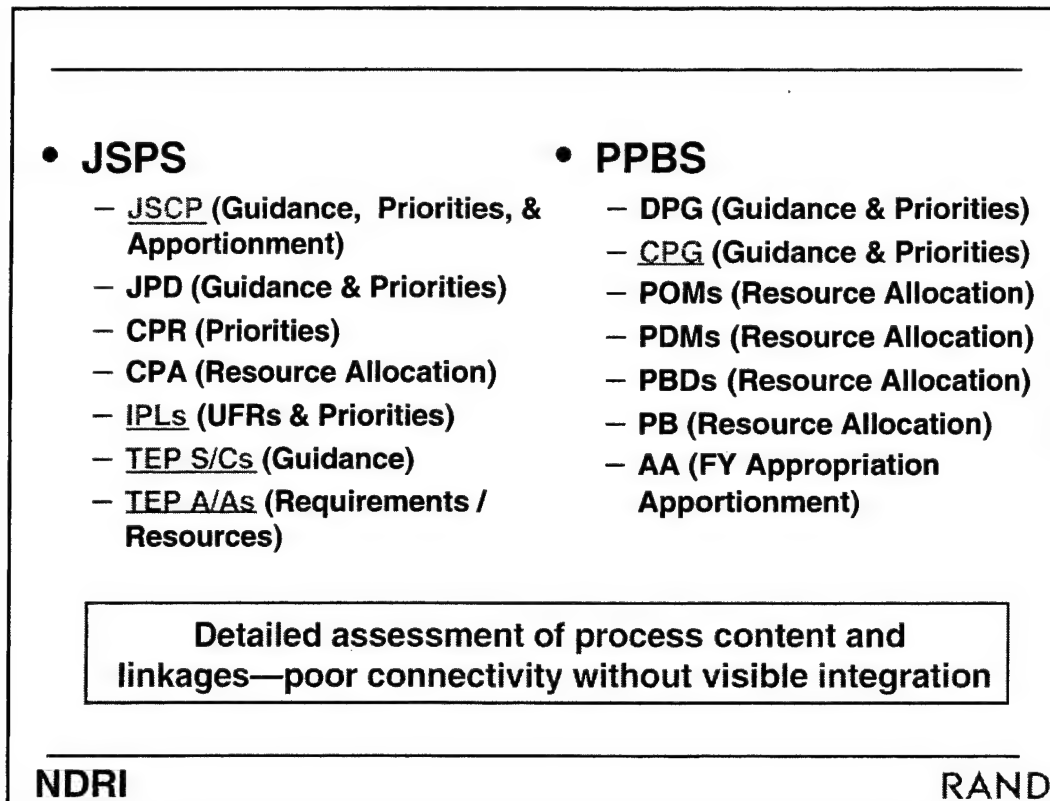 • JSPS
– JSCP (Guidance, Priorities, &
Apportionment)
– JPD (Guidance & Priorities)
– CPR (Priorities)
– CPA (Resource Allocation)
– IPLs (UFRs & Priorities)
– TEP S/Cs (Guidance)
– TEP A/As (Requirements /
Resources)
• PPBS
– DPG (Guidance & Priorities)
– CPG (Guidance & Priorities)
– POMs (Resource Allocation)
– PDMs (Resource Allocation)
– PBDs (Resource Allocation)
– PB (Resource Allocation)
– AA (FY Appropriation
Apportionment)
Detailed assessment of process content and
linkages—poor connectivity without visible integration
NDRI
RAND